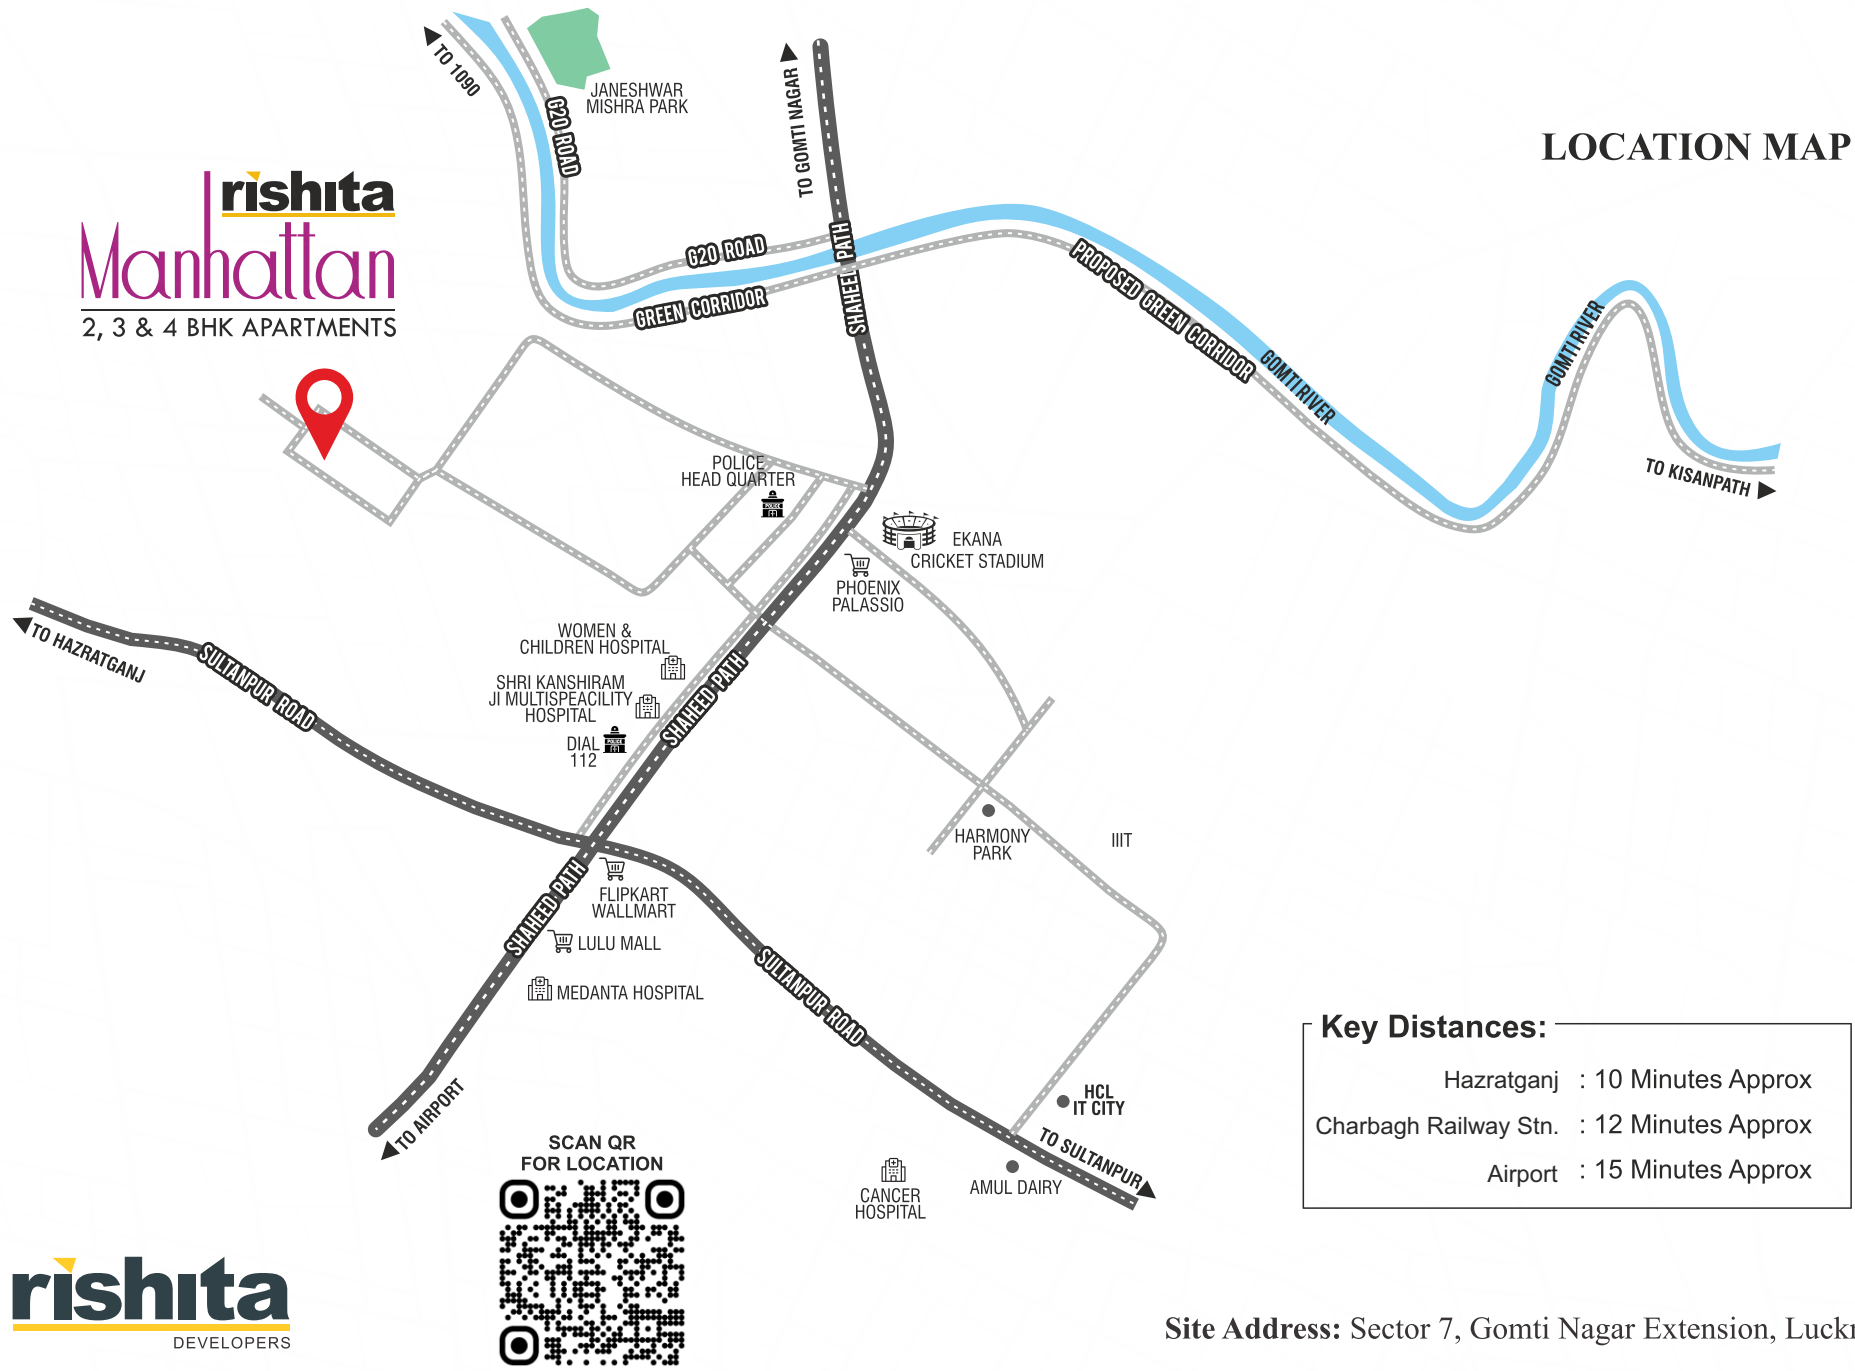 TO 1090
G20 ROAD
JANESHWAR
MISHRA PARK
TO GOMTI NAGAR
LOCATION MAP
rishita
Manhattan
2, 3 & 4 BHK APARTMENTS
G20 ROAD
SHAHEED PATH
GREEN CORRIDOR
SHAHEED PATH
PROPOSED GREEN CORRIDOR
GOMTI RIVER
GOMTI RIVER
TO KISANPATH
POLICE
HEAD QUARTER
POLICE
EKANA
CRICKET STADIUM
PHOENIX
PALASSIO
TO HAZRATGANJ
SULTANPUR ROAD
WOMEN &
CHILDREN HOSPITAL
SHRI KANSHIRAM
JI MULTISPEACILITY
HOSPITAL
DIAL
112
POLICE
SHAHEED PATH
HARMONY
PARK
IIIT
SHAHEED PATH
FLIPKART
WALLMART
LULU MALL
MEDANTA HOSPITAL
SULTANPUR ROAD
TO AIRPORT
HCL
IT CITY
TO SULTANPUR
AMUL DAIRY
CANCER
HOSPITAL
SCAN QR
FOR LOCATION
Key Distances:
Hazratganj : 10 Minutes Approx
Charbagh Railway Stn. : 12 Minutes Approx
Airport : 15 Minutes Approx
rishita
DEVELOPERS
Site Address: Sector 7, Gomti Nagar Extension,